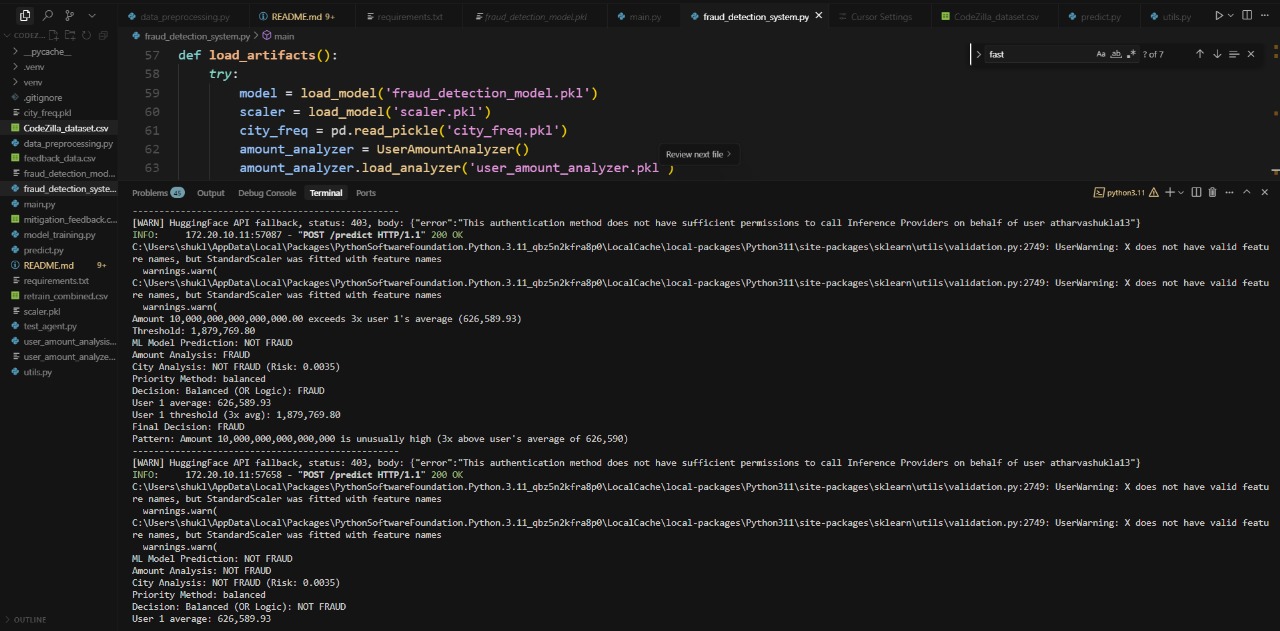 data_preprocessing.py README.md 9+ requirements.txt fraud_detection_model.pkl main.py fraud_detection_system.py Cursor Settings CodeZilla_dataset.csv predict.py utils.py
CODEZ...
__pycache__
.venv
venv
.gitignore
city_freq.pkl
CodeZilla_dataset.csv
data_preprocessing.py
feedback_data.csv
fraud_detection_mod...
fraud_detection_syste...
main.py
mitigation_feedback.c...
model_training.py
predict.py
README.md 9+
requirements.txt
retrain_combined.csv
scaler.pkl
test_agent.py
user_amount_analysis...
user_amount_analyze...
utils.py
OUTLINE
fraud_detection_system.py > main
fast Aa ab ? of 7
57 def load_artifacts():
58 try:
59 model = load_model('fraud_detection_model.pkl')
60 scaler = load_model('scaler.pkl')
61 city_freq = pd.read_pickle('city_freq.pkl')
62 amount_analyzer = UserAmountAnalyzer()
63 amount_analyzer.load_analyzer('user_amount_analyzer.pkl')
Review next file
Problems 45 Output Debug Console Terminal Ports python3.11
---------------------------------------------------
[WARN] HuggingFace API fallback, status: 403, body: {"error":"This authentication method does not have sufficient permissions to call Inference Providers on behalf of user atharvashukla13"}
INFO: 172.20.10.11:57087 - "POST /predict HTTP/1.1" 200 OK
C:\Users\shukl\AppData\Local\Packages\PythonSoftwareFoundation.Python.3.11_qbz5n2kfra8p0\LocalCache\local-packages\Python311\site-packages\sklearn\utils\validation.py:2749: UserWarning: X does not have valid featu
re names, but StandardScaler was fitted with feature names
warnings.warn(
C:\Users\shukl\AppData\Local\Packages\PythonSoftwareFoundation.Python.3.11_qbz5n2kfra8p0\LocalCache\local-packages\Python311\site-packages\sklearn\utils\validation.py:2749: UserWarning: X does not have valid featu
re names, but StandardScaler was fitted with feature names
warnings.warn(
Amount 10,000,000,000,000,000.00 exceeds 3x user 1's average (626,589.93)
Threshold: 1,879,769.80
ML Model Prediction: NOT FRAUD
Amount Analysis: FRAUD
City Analysis: NOT FRAUD (Risk: 0.0035)
Priority Method: balanced
Decision: Balanced (OR Logic): FRAUD
User 1 average: 626,589.93
User 1 threshold (3x avg): 1,879,769.80
Final Decision: FRAUD
Pattern: Amount 10,000,000,000,000,000 is unusually high (3x above user's average of 626,590)
---------------------------------------------------
[WARN] HuggingFace API fallback, status: 403, body: {"error":"This authentication method does not have sufficient permissions to call Inference Providers on behalf of user atharvashukla13"}
INFO: 172.20.10.11:57658 - "POST /predict HTTP/1.1" 200 OK
C:\Users\shukl\AppData\Local\Packages\PythonSoftwareFoundation.Python.3.11_qbz5n2kfra8p0\LocalCache\local-packages\Python311\site-packages\sklearn\utils\validation.py:2749: UserWarning: X does not have valid featu
re names, but StandardScaler was fitted with feature names
warnings.warn(
C:\Users\shukl\AppData\Local\Packages\PythonSoftwareFoundation.Python.3.11_qbz5n2kfra8p0\LocalCache\local-packages\Python311\site-packages\sklearn\utils\validation.py:2749: UserWarning: X does not have valid featu
re names, but StandardScaler was fitted with feature names
warnings.warn(
ML Model Prediction: NOT FRAUD
Amount Analysis: NOT FRAUD
City Analysis: NOT FRAUD (Risk: 0.0035)
Priority Method: balanced
Decision: Balanced (OR Logic): NOT FRAUD
User 1 average: 626,589.93